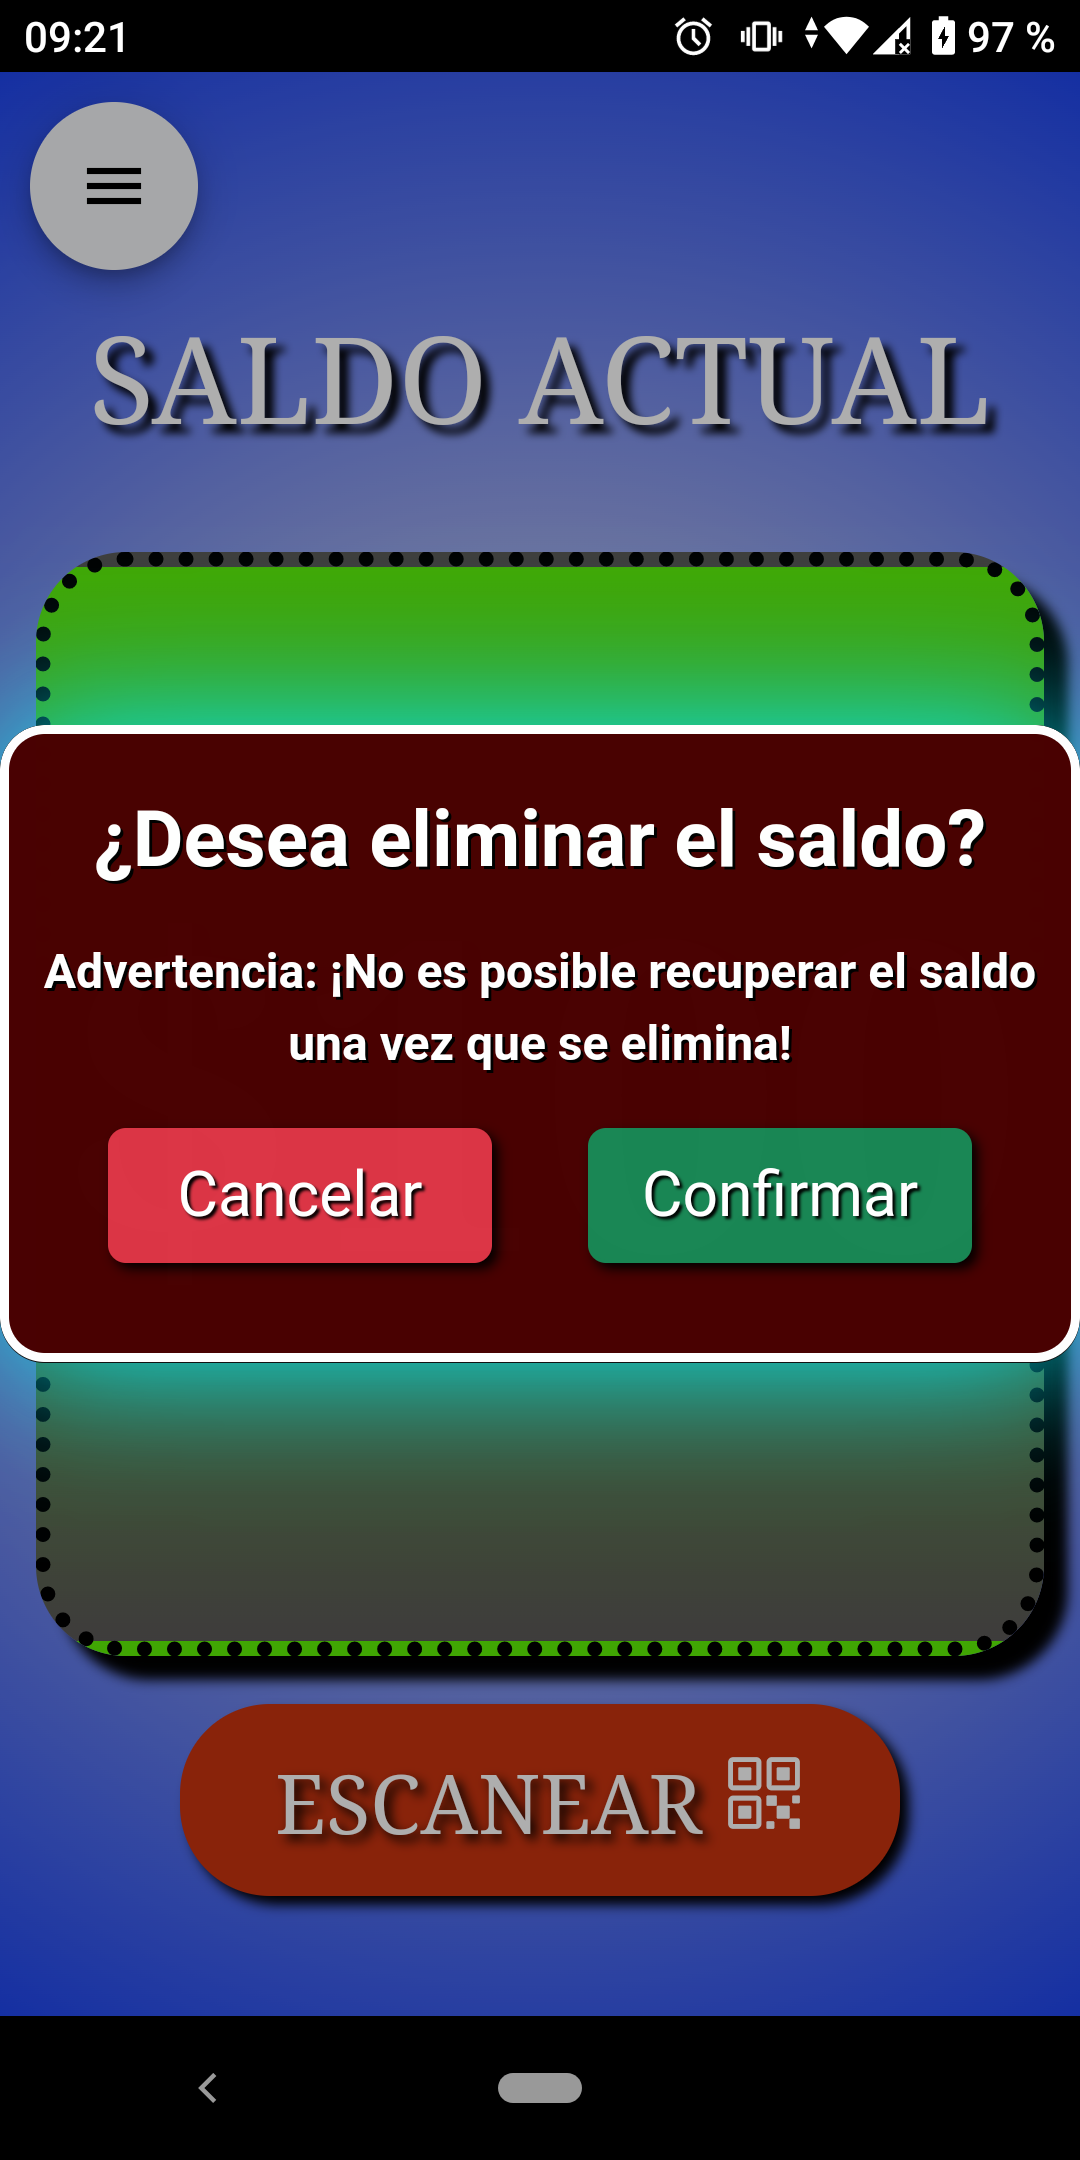 09:21
97 %
SALDO ACTUAL
¿Desea eliminar el saldo?
Advertencia: ¡No es posible recuperar el saldo
una vez que se elimina!
Cancelar
Confirmar
ESCANEAR